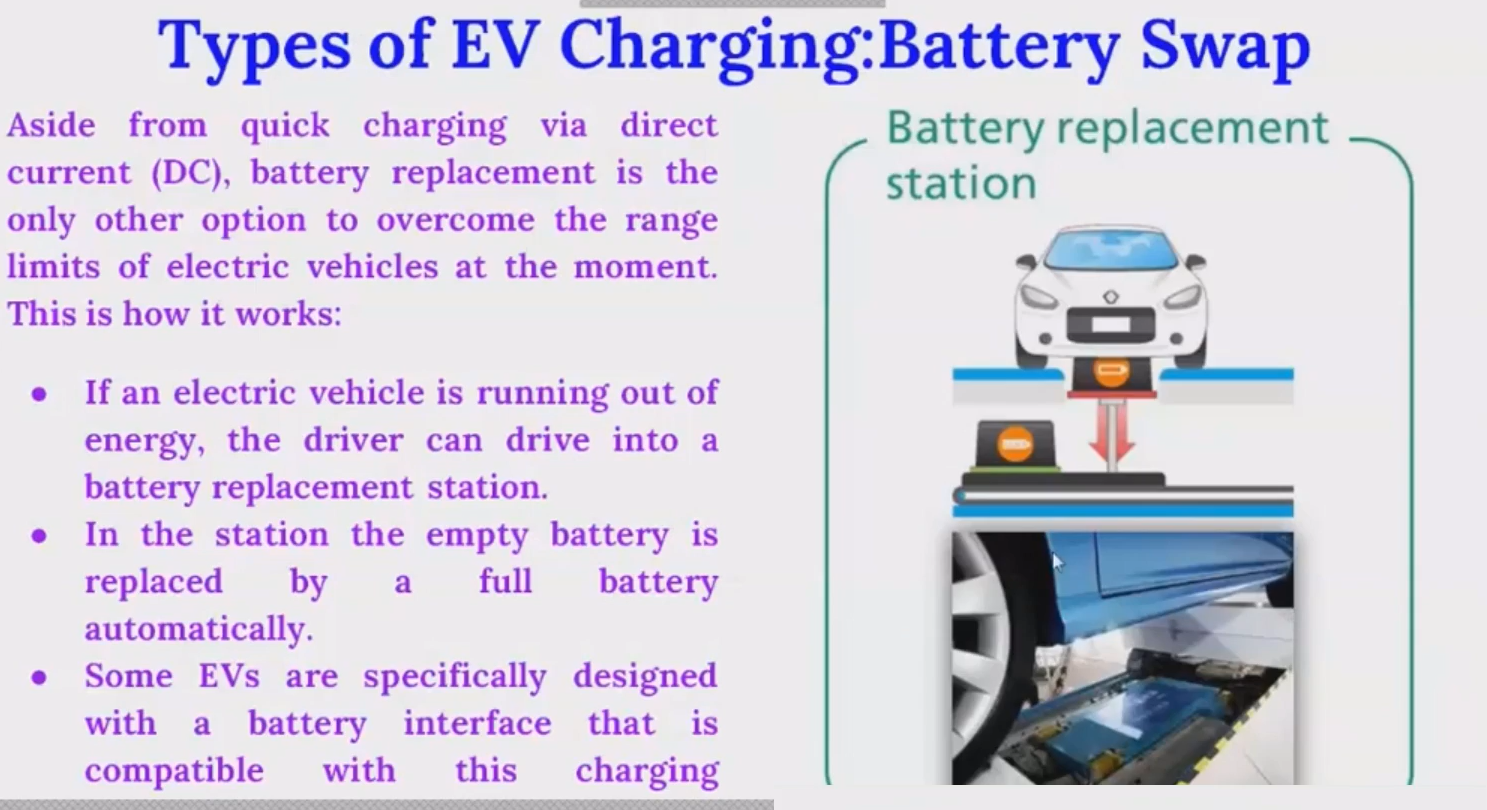 Types of EV Charging:Battery Swap
Aside from quick charging via direct
current (DC), battery replacement is the
only other option to overcome the range
limits of electric vehicles at the moment.
This is how it works:
● If an electric vehicle is running out of
energy, the driver can drive into a
battery replacement station.
● In the station the empty battery is
replaced by a full battery
automatically.
● Some EVs are specifically designed
with a battery interface that is
compatible with this charging
Battery replacement
station